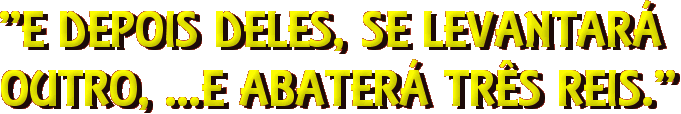 ”E DEPOIS DELES, SE LEVANTARÁ
OUTRO, ...E ABATERÁ TRÊS REIS.”